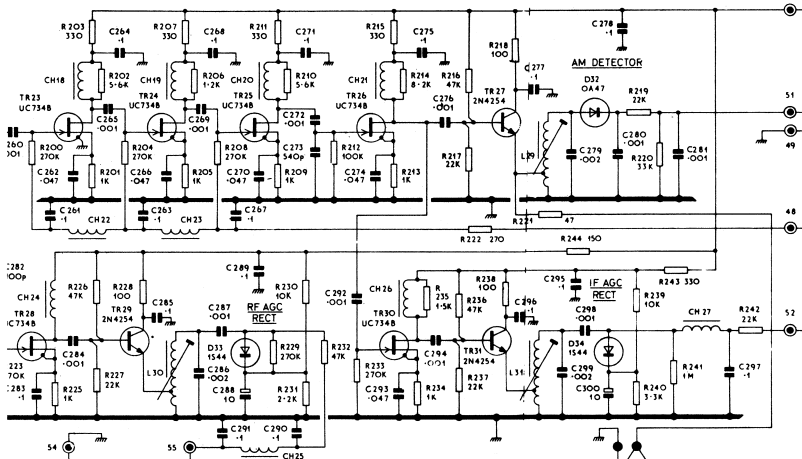 R203 330
C264 ·1
R207 330
C268 ·1
R211 330
C271 ·1
R215 330
C275 ·1
C278 ·1
R218 100
C277 ·1
AM DETECTOR
CH18
R202 5·6K
CH19
R206 1·2K
CH20
R210 5·6K
CH21
R214 8·2K
R216 47K
D32 0A47
R219 22K
51
TR23 UC734B
TR24 UC734B
TR25 UC734B
TR26 UC734B
TR27 2N4254
C265 ·001
C269 ·001
C272 ·001
C276 ·001
49
C260 001
R200 270K
R204 270K
R208 270K
C273 540p
R212 100K
R217 22K
L29
C279 ·002
C280 ·001
R220 33K
C281 ·001
C262 ·047
R201 1K
C266 ·047
R205 1K
C270 ·047
R209 1K
C274 ·047
R213 1K
C261 ·1
CH22
C263 ·1
CH23
C267 ·1
R221 47
48
R222 270
R244 150
C282 00p
R226 47K
R228 100
C289 ·1
R230 10K
C292 ·001
CH26
R 235 1·5K
R238 100
C295 ·1
IF AGC RECT
R243 330
CH24
C285 ·1
C287 ·001
RF AGC RECT
R236 47K
C296 ·1
C298 ·001
R239 10K
CH27
R242 22K
52
TR28 UC734B
TR29 2N4254
D33 1S44
R229 270K
R232 47K
TR30 UC734B
TR31 2N4254
D34 1S44
C284 ·001
C294 ·001
223 70K
R227 22K
L30
C286 ·002
C288 10
R231 2·2K
R233 270K
R237 22K
L31
C299 ·002
C300 10
R240 3·3K
R241 1M
C297 ·1
C283 ·1
R225 1K
C293 ·047
R234 1K
C291 ·1
C290 ·1
54
55
CH25